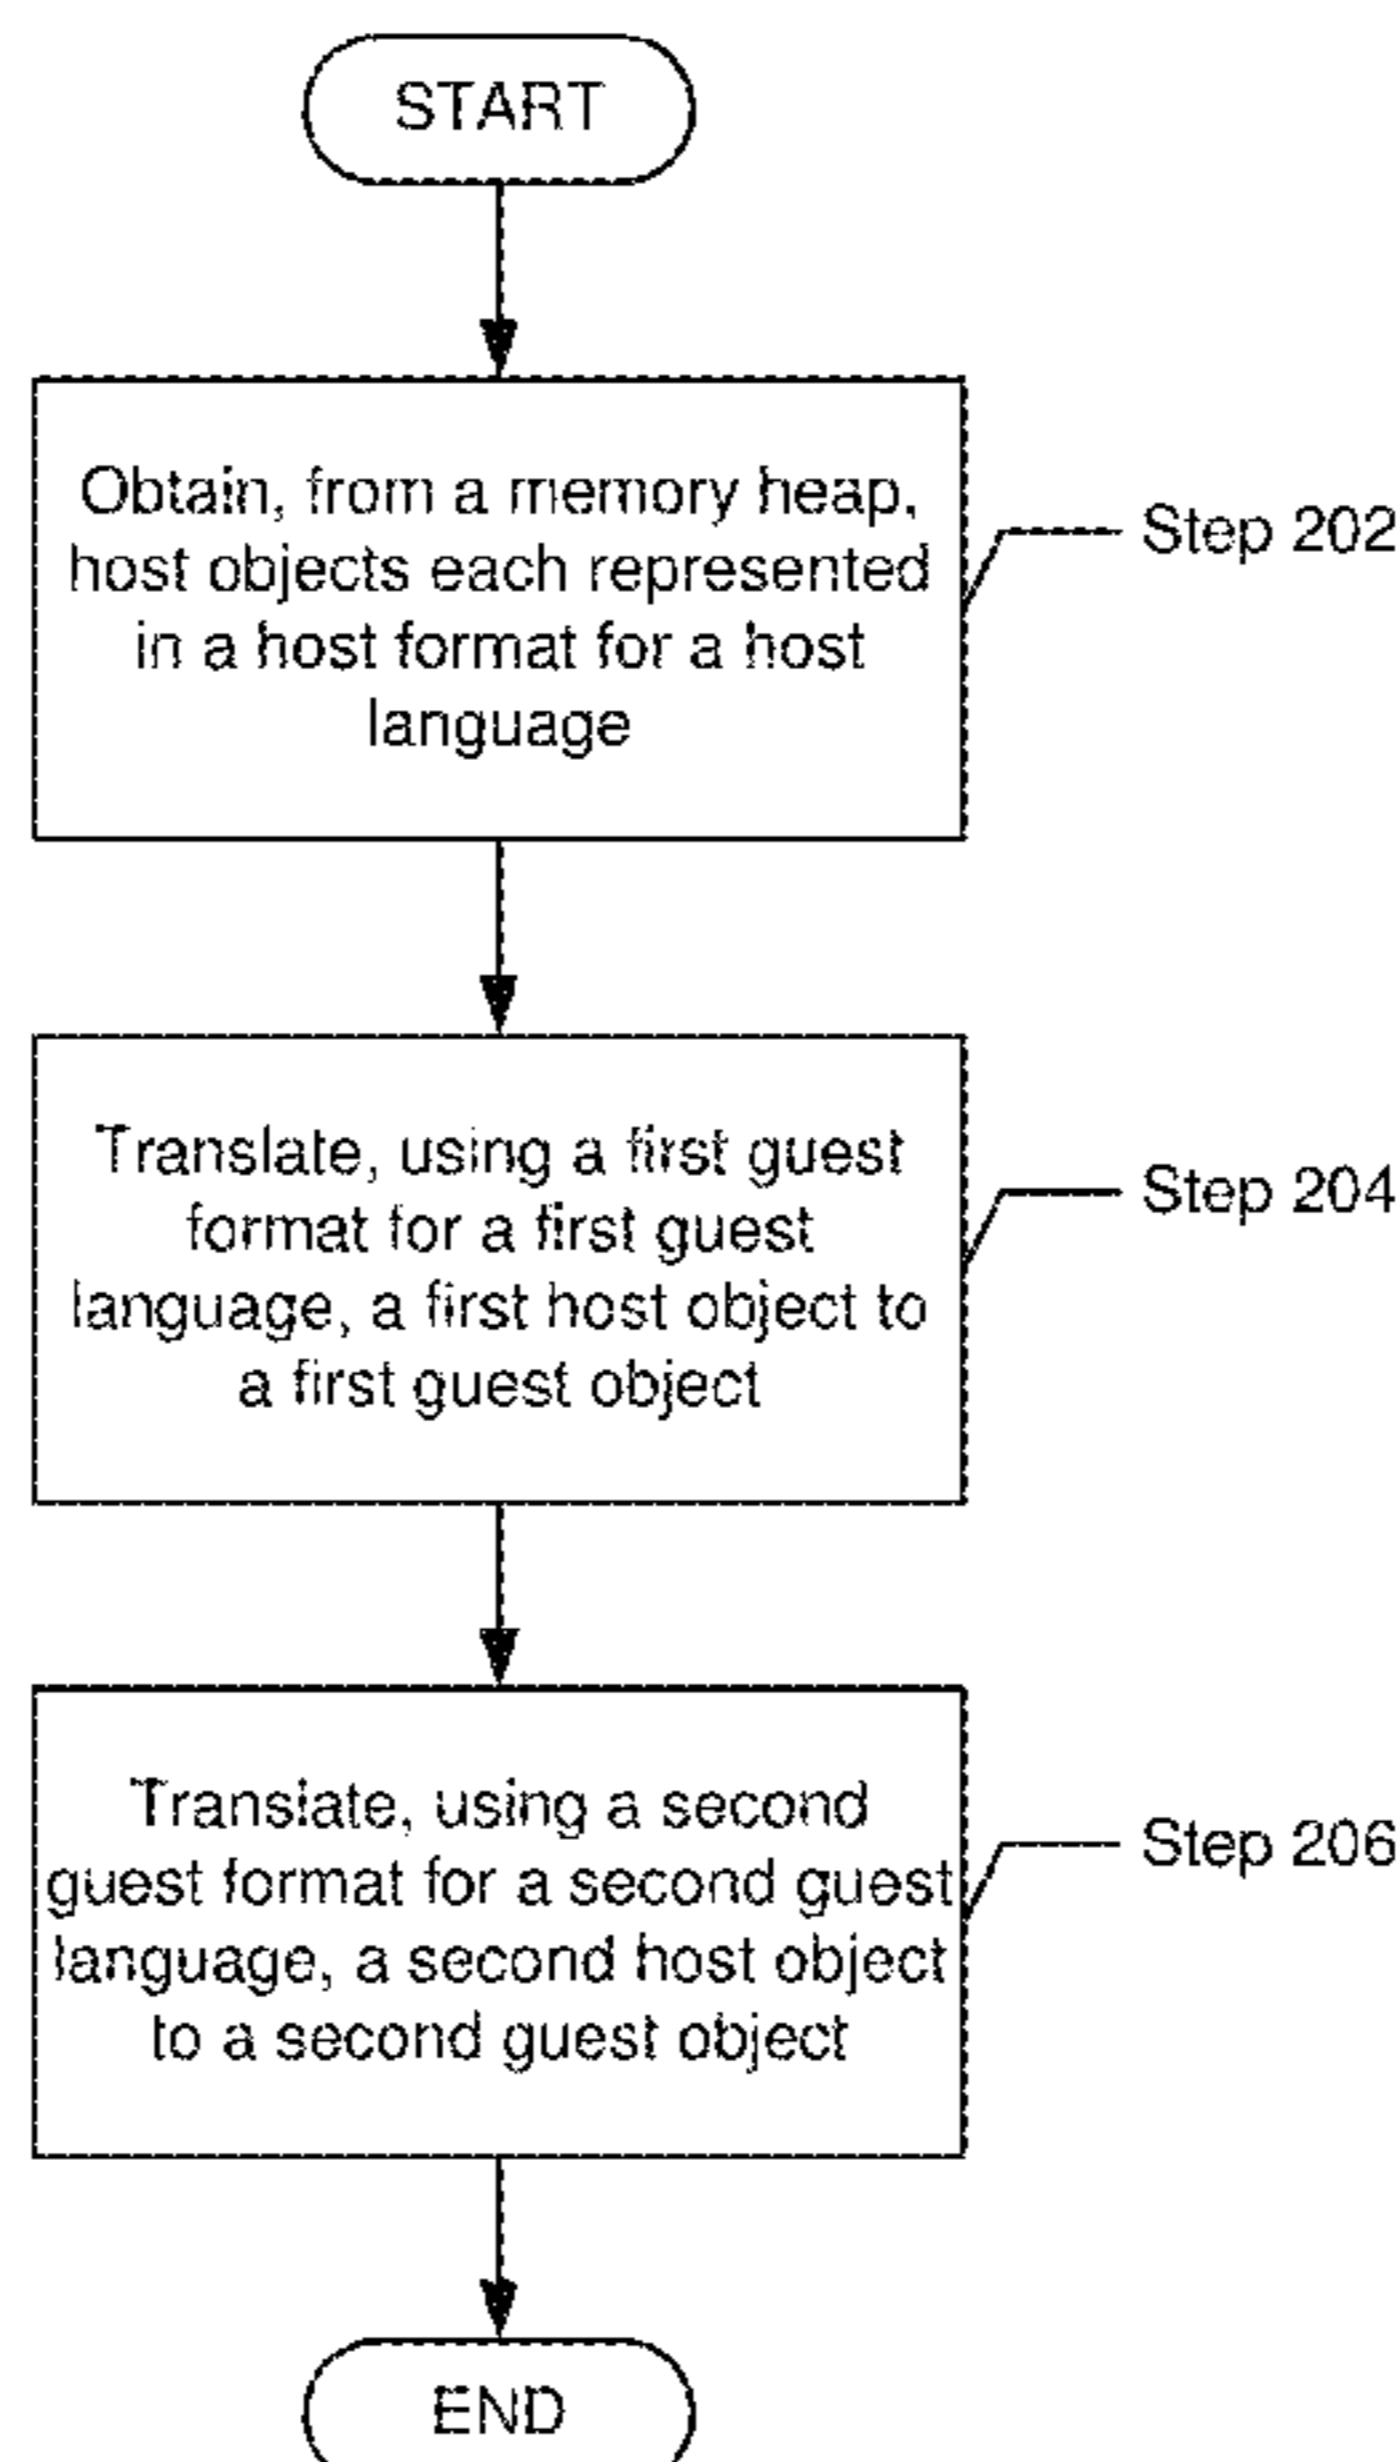 START
Obtain, from a memory heap,
host objects each represented
in a host format for a host
language
Step 202
Translate, using a first guest
format for a first guest
language, a first host object to
a first guest object
Step 204
Translate, using a second
guest format for a second guest
language, a second host object
to a second guest object
Step 206
END